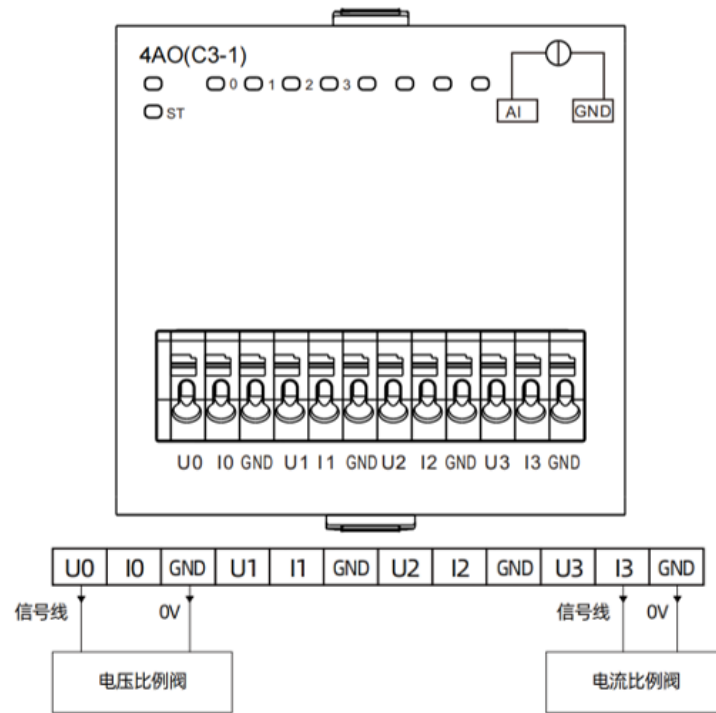 4AO(C3-1)
0 1 2 3
ST
AI GND
U0 I0 GND U1 I1 GND U2 I2 GND U3 I3 GND
U0 I0 GND U1 I1 GND U2 I2 GND U3 I3 GND
信号线 0V 信号线 0V
电压比例阀 电流比例阀